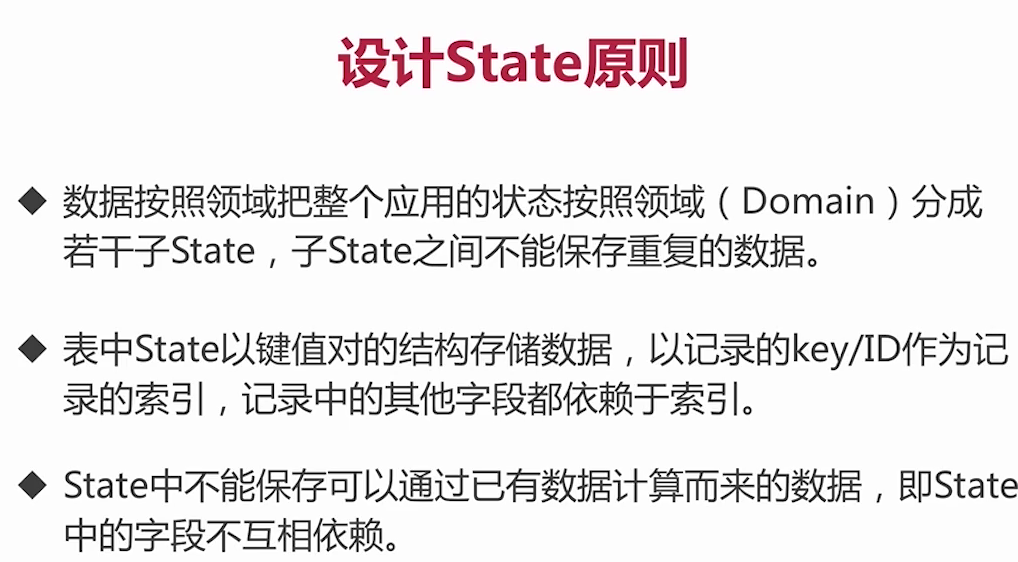 设计State原则
◆ 数据按照领域把整个应用的状态按照领域（Domain）分成
若干子State，子State之间不能保存重复的数据。
◆ 表中State以键值对的结构存储数据，以记录的key/ID作为记
录的索引，记录中的其他字段都依赖于索引。
◆ State中不能保存可以通过已有数据计算而来的数据，即State
中的字段不互相依赖。